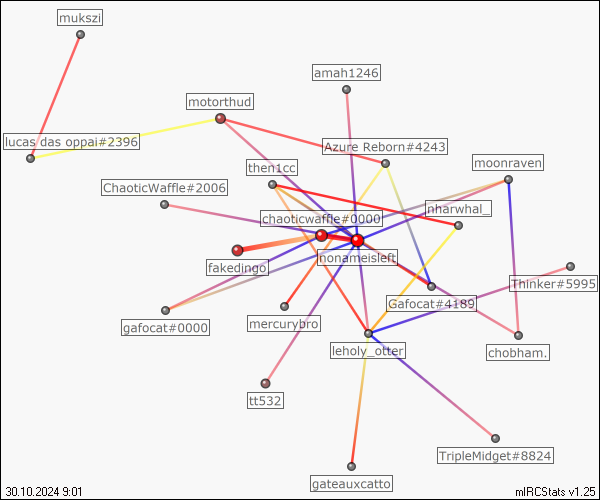 mukszi
amah1246
motorthud
lucas das oppai#2396
Azure Reborn#4243
then1cc
moonraven
ChaoticWaffle#2006
nharwhal_
chaoticwaffle#0000
nonameisleft
fakedingo
Thinker#5995
Gafocat#4189
gafocat#0000
mercurybro
leholy_otter
chobham.
tt532
TripleMidget#8824
gateauxcatto
30.10.2024 9:01
mIRCStats v1.25